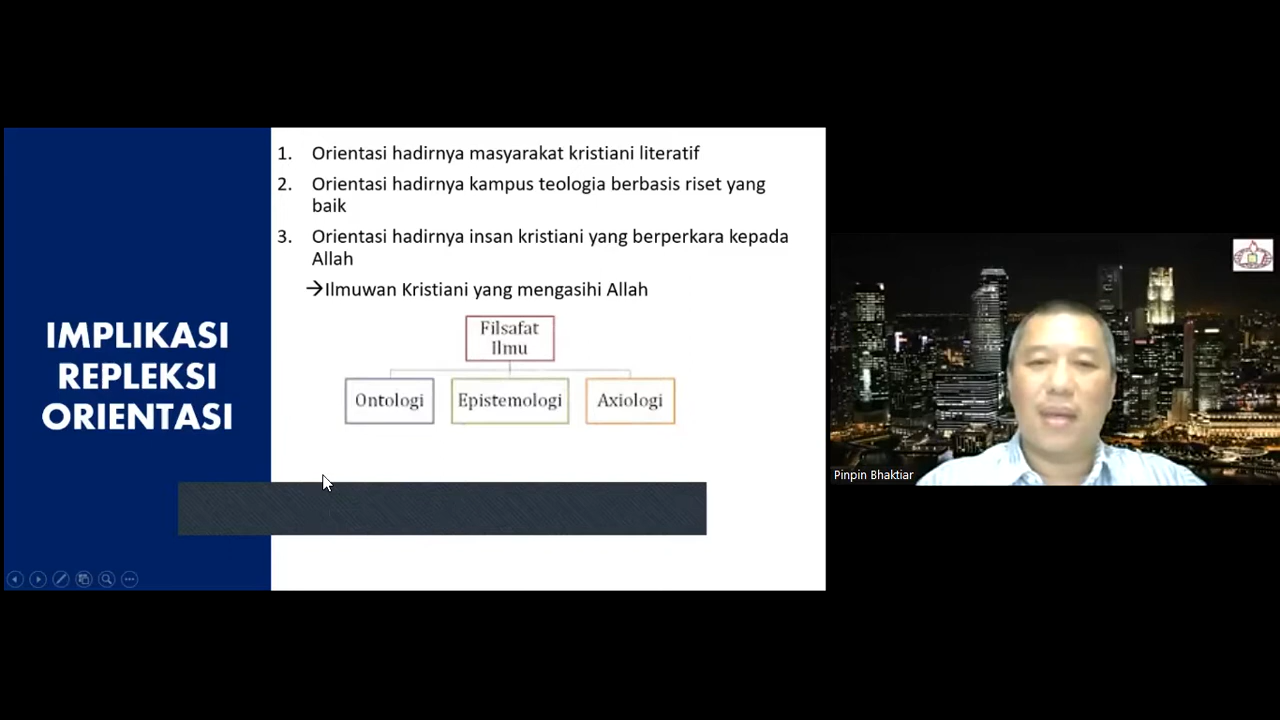 IMPLIKASI
REPLEKSI
ORIENTASI
1. Orientasi hadirnya masyarakat kristiani literatif
2. Orientasi hadirnya kampus teologia berbasis riset yang
baik
3. Orientasi hadirnya insan kristiani yang berperkara kepada
Allah
→Ilmuwan Kristiani yang mengasihi Allah
Filsafat
Ilmu
Ontologi
Epistemologi
Axiologi
Pinpin Bhaktiar